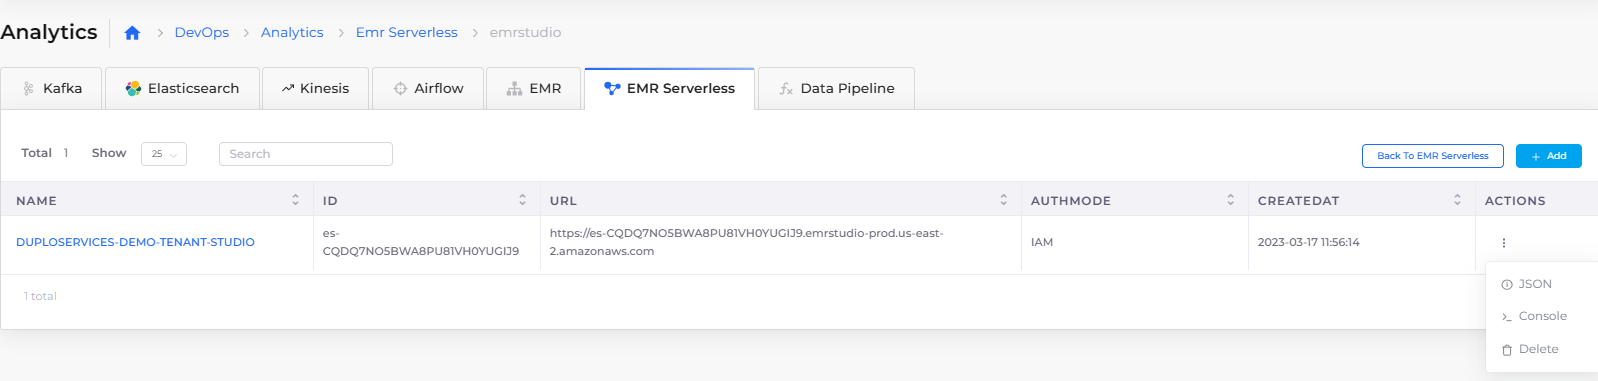 Analytics
DevOps > Analytics > Emr Serverless > emrstudio
Kafka
Elasticsearch
Kinesis
Airflow
EMR
EMR Serverless
Data Pipeline
Total 1 Show 25 Search
Back To EMR Serverless
+ Add
NAME ID URL AUTHMODE CREATEDAT ACTIONS
DUPLOSERVICES-DEMO-TENANT-STUDIO
es-
CQDQ7NO5BWA8PU81VH0YUGIJ9
https://es-CQDQ7NO5BWA8PU81VH0YUGIJ9.emrstudio-prod.us-east-
2.amazonaws.com
IAM
2023-03-17 11:56:14
JSON
Console
Delete
1 total